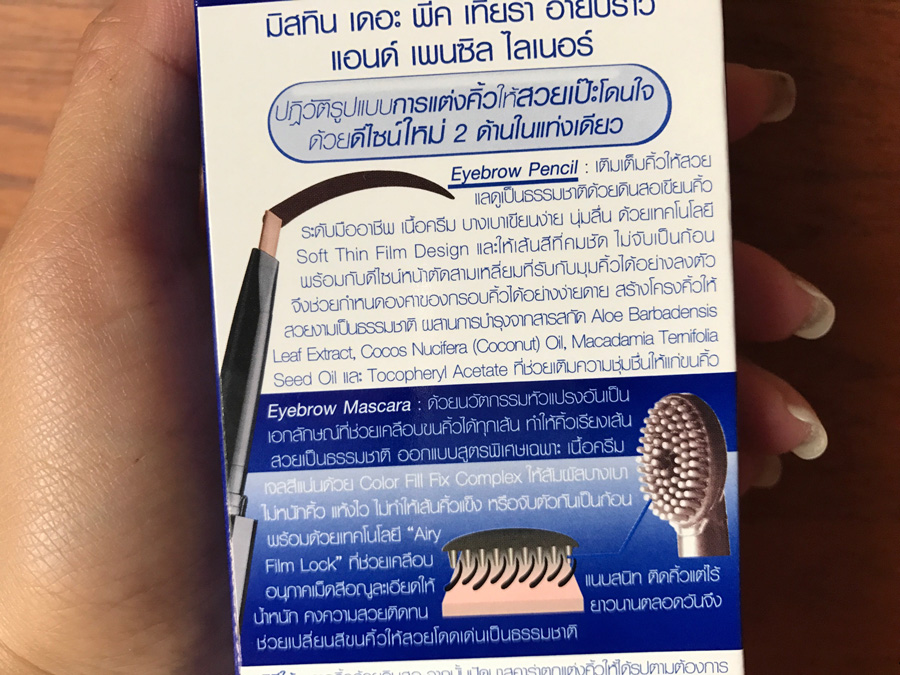 มิสทิน เดอะ พีค เทียร่า อายบราว
แอนด์ เพนซิล ไลเนอร์
ปฏิวัติรูปแบบการแต่งคิ้วให้สวยเป๊ะโดนใจ
ด้วยดีไซน์ใหม่ 2 ด้านในแท่งเดียว
Eyebrow Pencil : เติมเต็มคิ้วให้สวย
แลดูเป็นธรรมชาติด้วยดินสอเขียนคิ้ว
ระดับมืออาชีพ เนื้อครีม บางเบาเขียนง่าย นุ่มลื่น ด้วยเทคโนโลยี
Soft Thin Film Design และให้เส้นสีที่คมชัด ไม่จับเป็นก้อน
พร้อมกับดีไซน์หน้าตัดสามเหลี่ยมที่รับกับมุมคิ้วได้อย่างลงตัว
จึงช่วยกำหนดองศาของกรอบคิ้วได้อย่างง่ายดาย สร้างโครงคิ้วให้
สวยงามเป็นธรรมชาติ ผสานการบำรุงจากสารสกัด Aloe Barbadensis
Leaf Extract, Cocos Nucifera (Coconut) Oil, Macadamia Ternifolia
Seed Oil และ Tocopheryl Acetate ที่ช่วยเติมความชุ่มชื่นให้แก่ขนคิ้ว
Eyebrow Mascara : ด้วยนวัตกรรมหัวแปรงอันเป็น
เอกลักษณ์ที่ช่วยเคลือบขนคิ้วได้ทุกเส้น ทำให้คิ้วเรียงเส้น
สวยเป็นธรรมชาติ ออกแบบสูตรพิเศษเฉพาะ เนื้อครีม
เจลสีแน่นด้วย Color Fill Fix Complex ให้สัมผัสบางเบา
ไม่หนักคิ้ว แห้งไว ไม่ทำให้เส้นคิ้วแข็ง หรือจับตัวกันเป็นก้อน
พร้อมด้วยเทคโนโลยี "Airy
Film Lock" ที่ช่วยเคลือบ
อนุภาคเม็ดสีอณูละเอียดให้ แนบสนิท ติดคิ้วแต่ไร้
น้ำหนัก คงความสวยติดทน ยาวนานตลอดวันจึง
ช่วยเปลี่ยนสีขนคิ้วให้สวยโดดเด่นเป็นธรรมชาติ